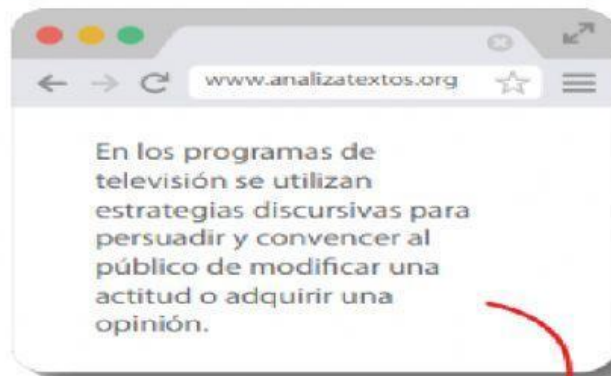 www.analizatextos.org
En los programas de
televisión se utilizan
estrategias discursivas para
persuadir y convencer al
público de modificar una
actitud o adquirir una
opinión.